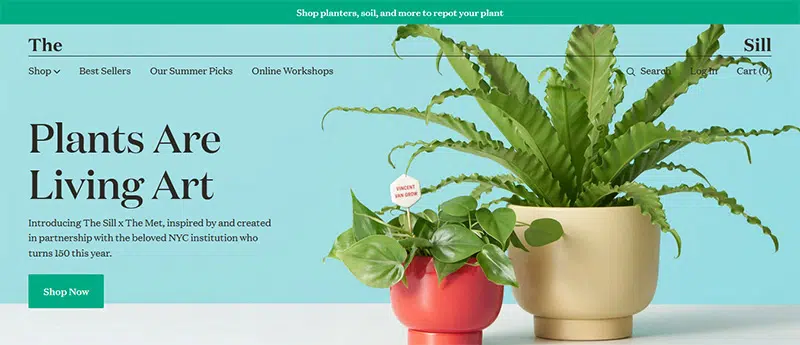 Shop planters, soil, and more to repot your plant
The Sill
Shop Best Sellers Our Summer Picks Online Workshops Search Log In Cart (0)
Plants Are
Living Art
Introducing The Sill x The Met, inspired by and created
in partnership with the beloved NYC institution who
turns 150 this year.
Shop Now
VINCENT
VAN GROW